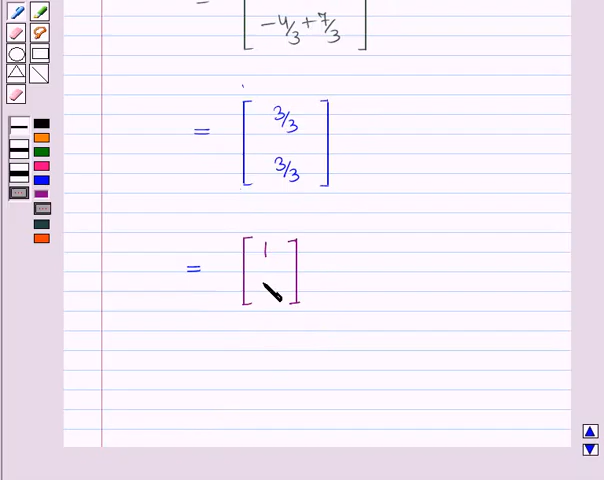 =
-4/3 + 7/3
= [ 3/3
3/3 ]
= [ 1 ]